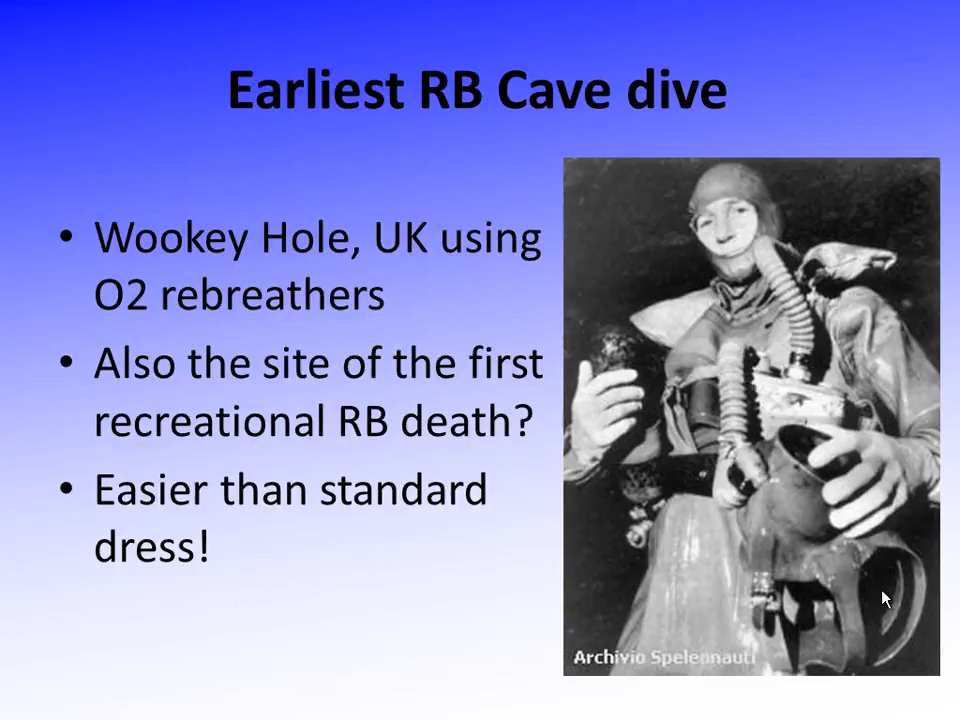 Earliest RB Cave dive
• Wookey Hole, UK using
O2 rebreathers
• Also the site of the first
recreational RB death?
• Easier than standard
dress!
Archivio Speleonauti